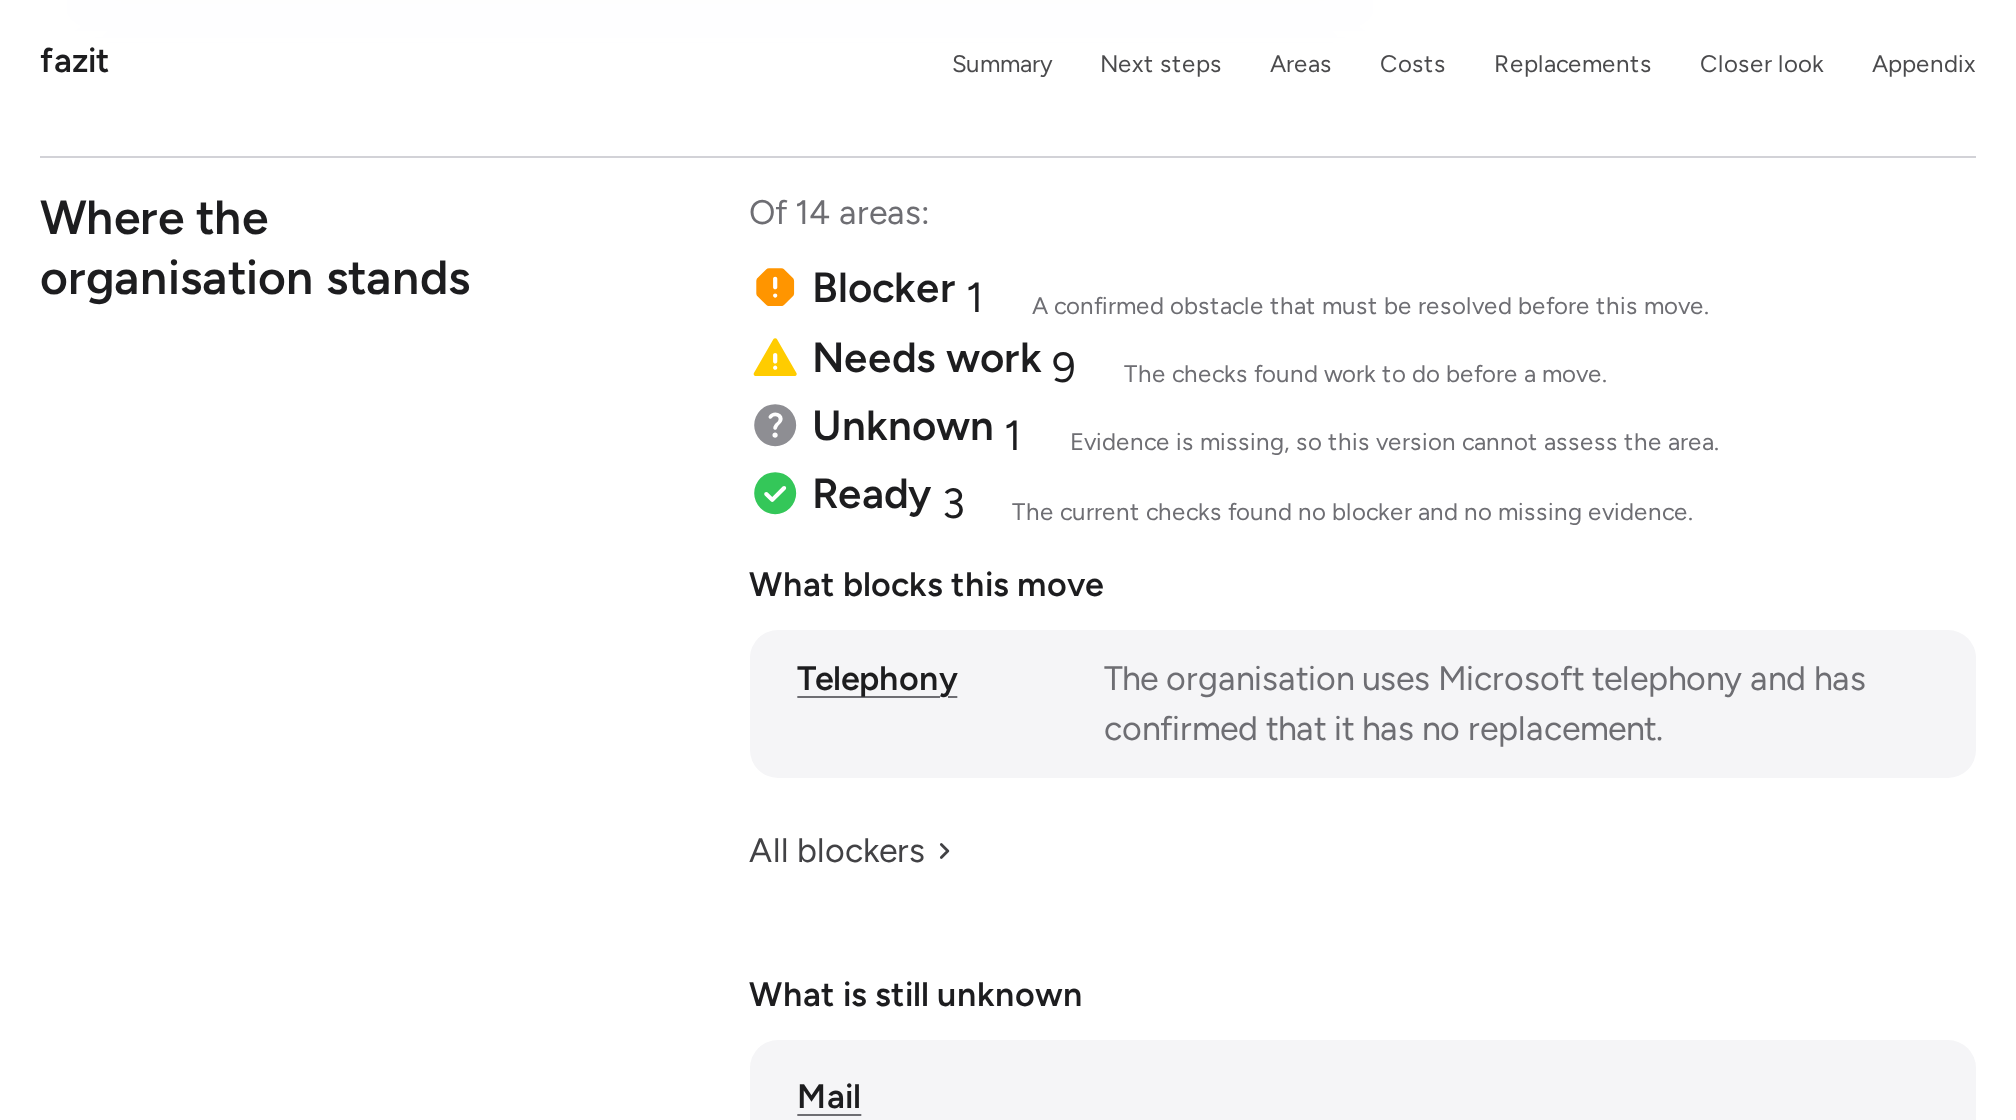 fazit
Summary
Next steps
Areas
Costs
Replacements
Closer look
Appendix
Where the
organisation stands
Of 14 areas:
Blocker 1 A confirmed obstacle that must be resolved before this move.
Needs work 9 The checks found work to do before a move.
Unknown 1 Evidence is missing, so this version cannot assess the area.
Ready 3 The current checks found no blocker and no missing evidence.
What blocks this move
Telephony
The organisation uses Microsoft telephony and has
confirmed that it has no replacement.
All blockers
What is still unknown
Mail